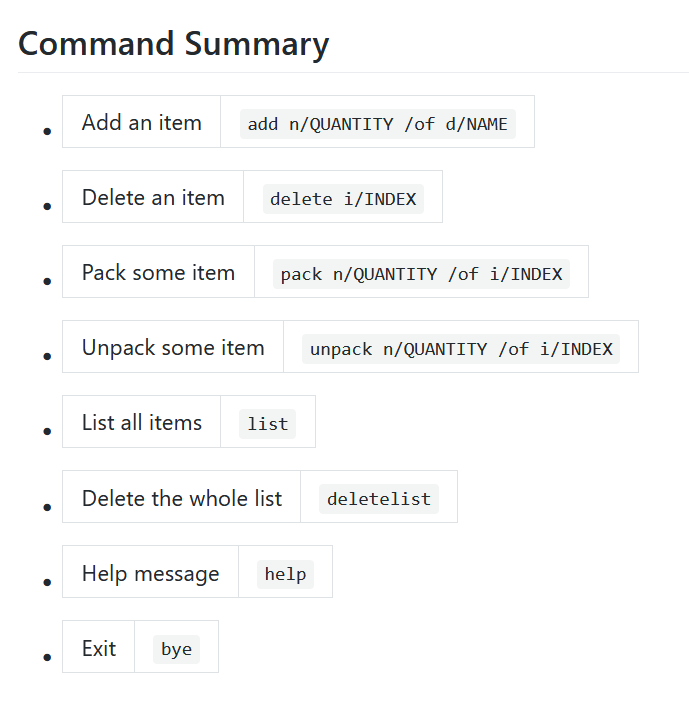 Command Summary
Add an item add n/QUANTITY /of d/NAME
Delete an item delete i/INDEX
Pack some item pack n/QUANTITY /of i/INDEX
Unpack some item unpack n/QUANTITY /of i/INDEX
List all items list
Delete the whole list deletelist
Help message help
Exit bye